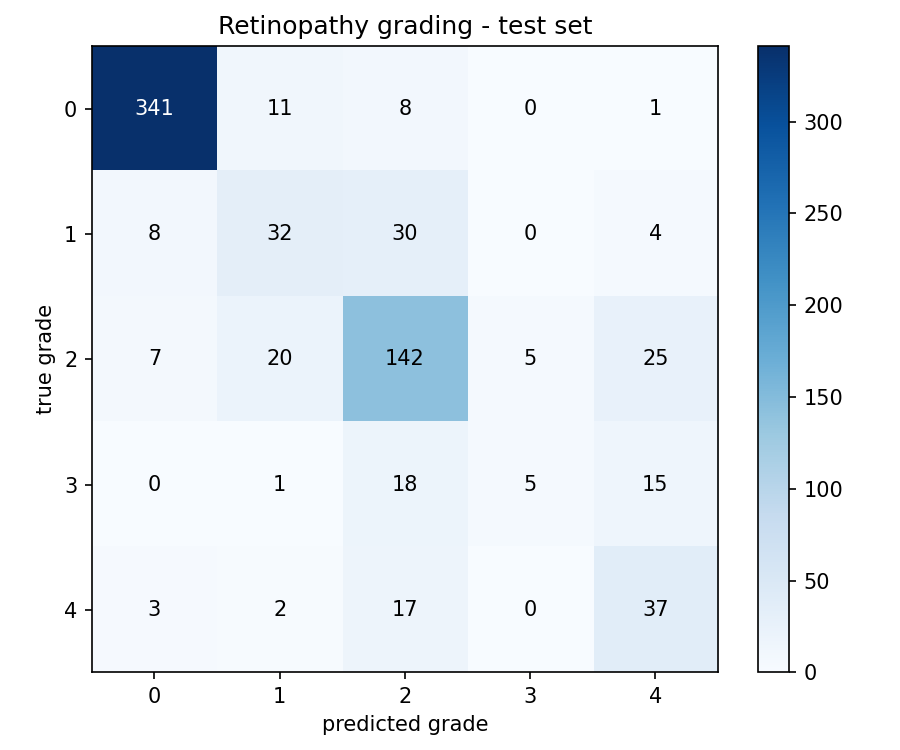 Retinopathy grading - test set
0 341 11 8 0 1
1 8 32 30 0 4
2 7 20 142 5 25
3 0 1 18 5 15
4 3 2 17 0 37
0 1 2 3 4
predicted grade
true grade
300
250
200
150
100
50
0